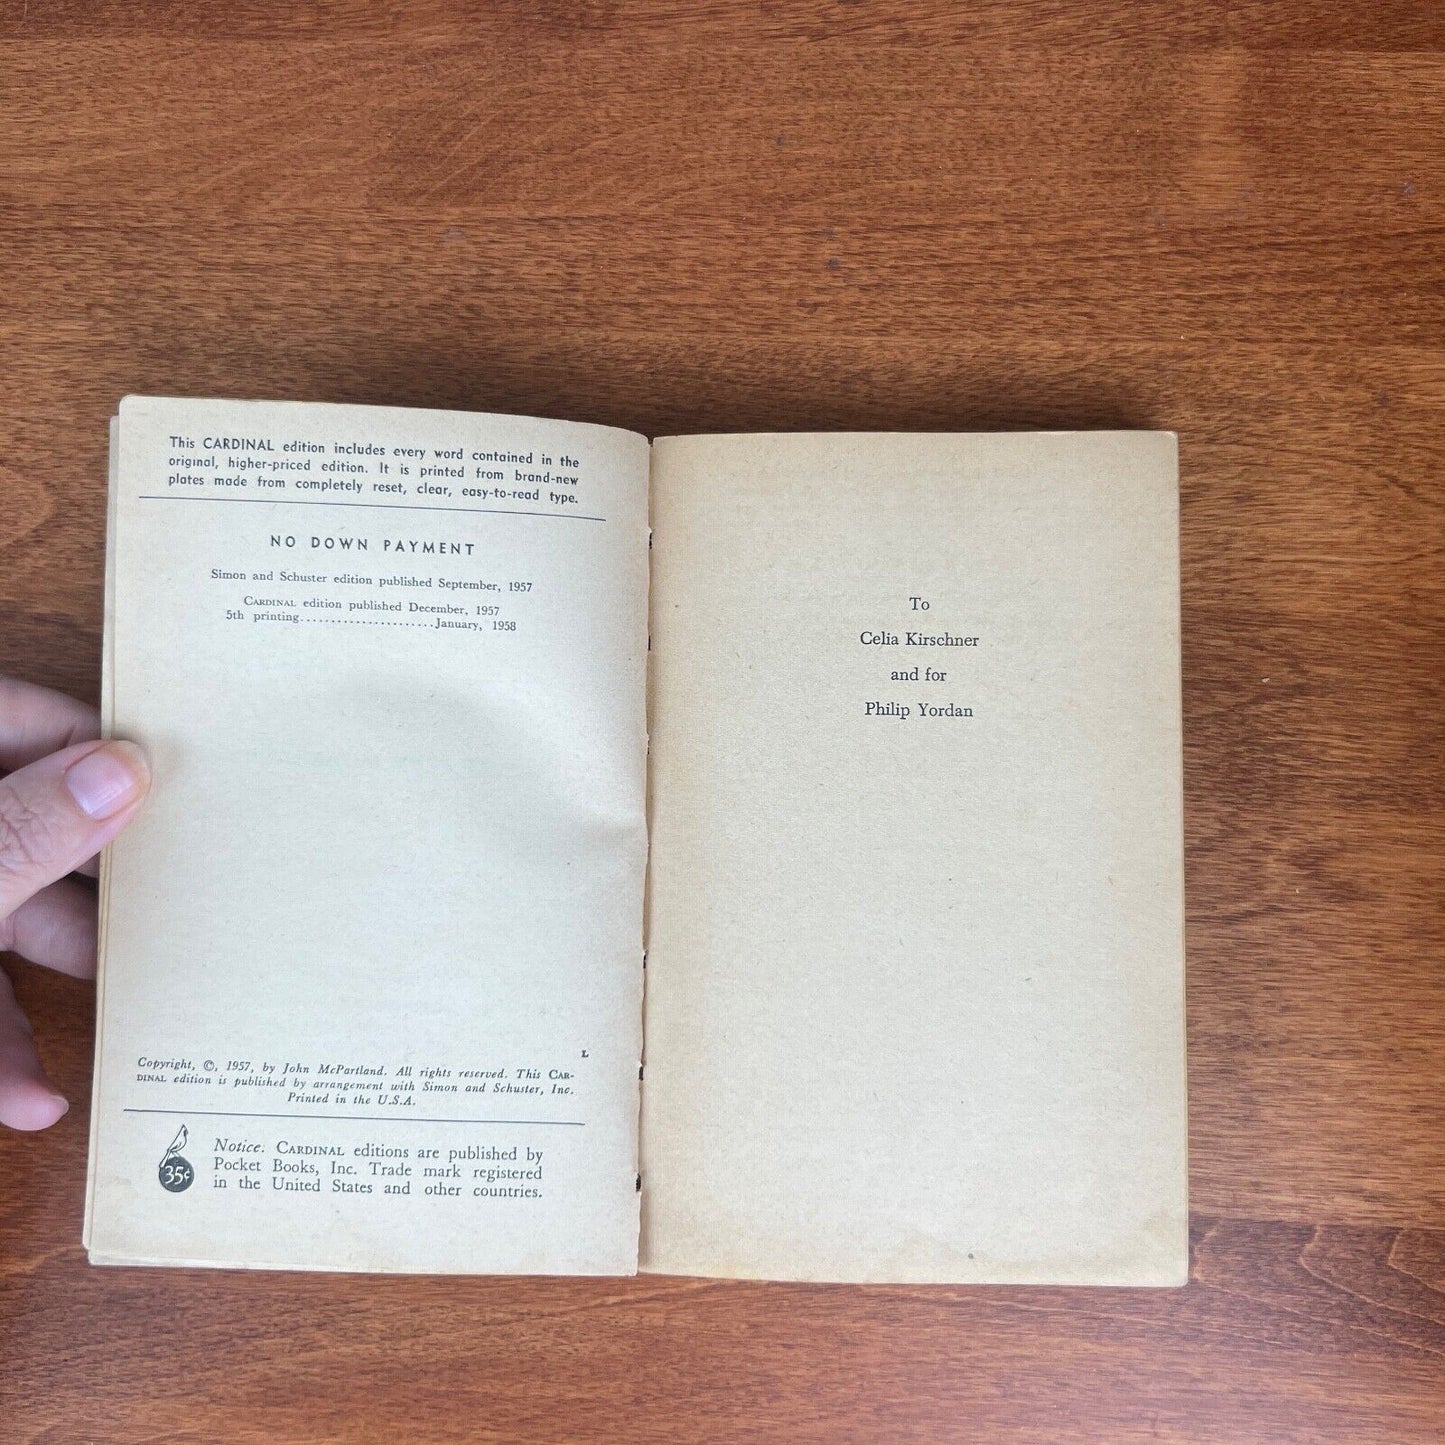 This CARDINAL edition includes every word contained in the
original, higher-priced edition. It is printed from brand-new
plates made from completely reset, clear, easy-to-read type.
NO DOWN PAYMENT
Simon and Schuster edition published September, 1957
CARDINAL edition published December, 1957
5th printing......................January, 1958
L
Copyright, ©, 1957, by John McPartland. All rights reserved. This CAR-
DINAL edition is published by arrangement with Simon and Schuster, Inc.
Printed in the U.S.A.
35¢
Notice: CARDINAL editions are published by
Pocket Books, Inc. Trade mark registered
in the United States and other countries.
To
Celia Kirschner
and for
Philip Yordan